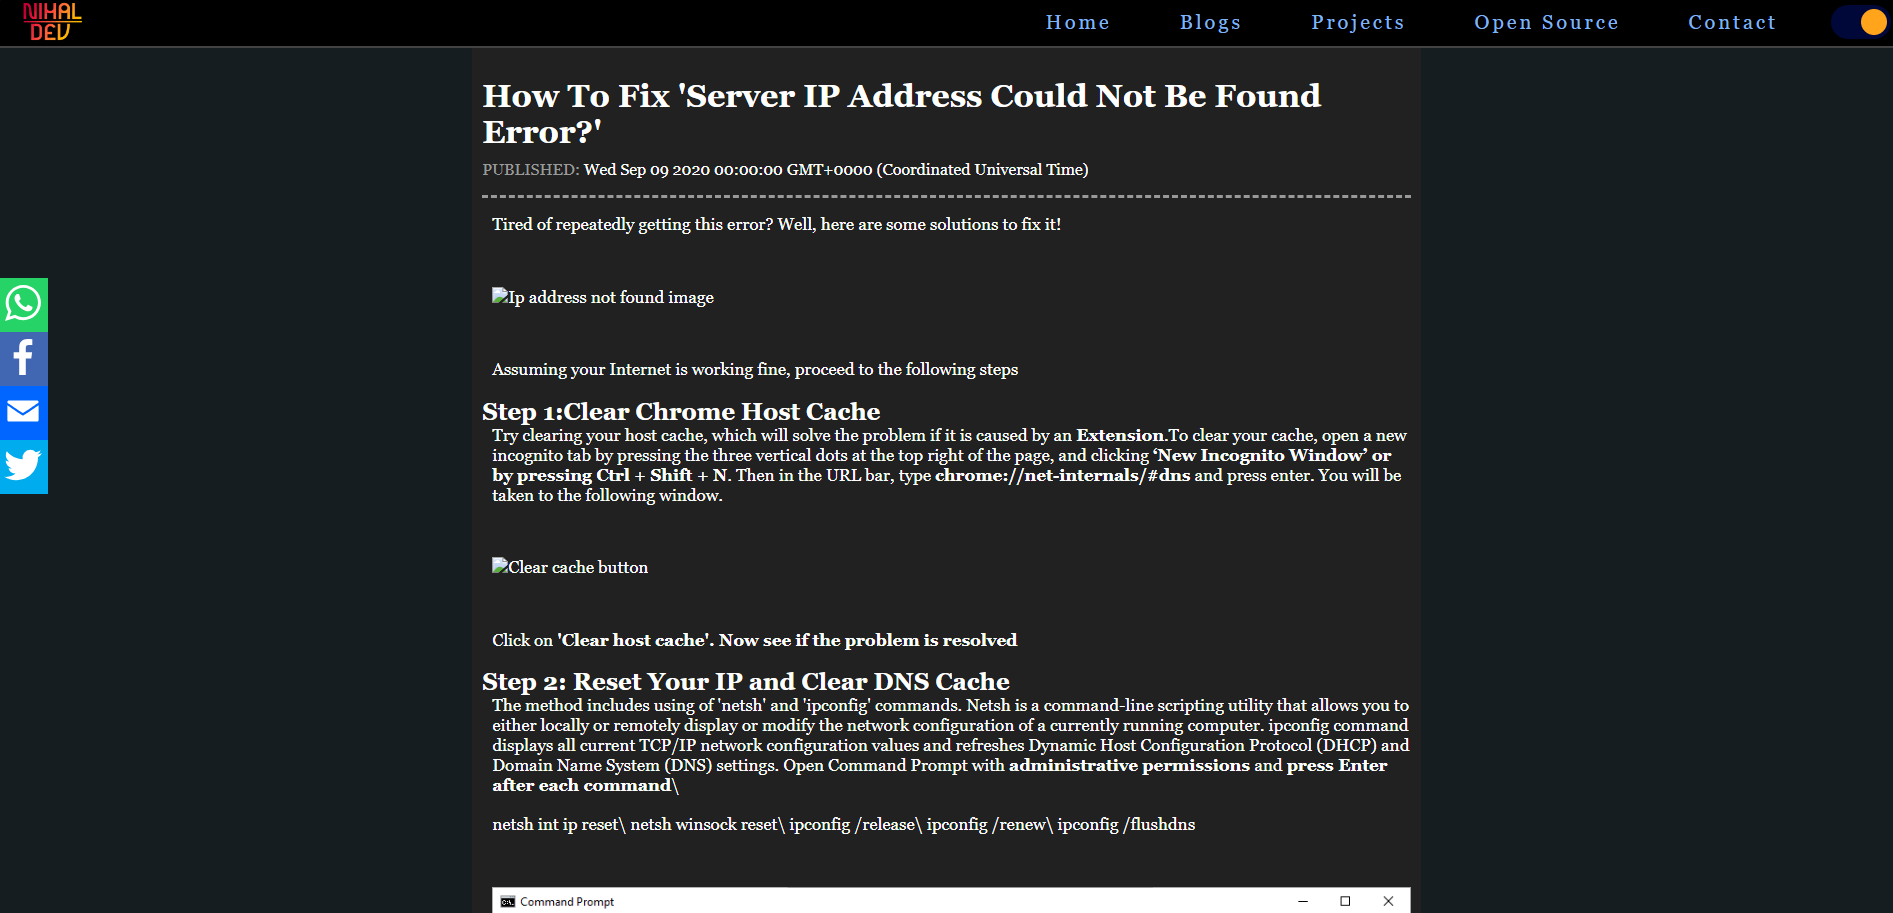 NIHAL
DEV
Home Blogs Projects Open Source Contact
How To Fix 'Server IP Address Could Not Be Found
Error?'
PUBLISHED: Wed Sep 09 2020 00:00:00 GMT+0000 (Coordinated Universal Time)
Tired of repeatedly getting this error? Well, here are some solutions to fix it!
Ip address not found image
Assuming your Internet is working fine, proceed to the following steps
Step 1:Clear Chrome Host Cache
Try clearing your host cache, which will solve the problem if it is caused by an Extension.To clear your cache, open a new
incognito tab by pressing the three vertical dots at the top right of the page, and clicking ‘New Incognito Window’ or
by pressing Ctrl + Shift + N. Then in the URL bar, type chrome://net-internals/#dns and press enter. You will be
taken to the following window.
Clear cache button
Click on 'Clear host cache'. Now see if the problem is resolved
Step 2: Reset Your IP and Clear DNS Cache
The method includes using of 'netsh' and 'ipconfig' commands. Netsh is a command-line scripting utility that allows you to
either locally or remotely display or modify the network configuration of a currently running computer. ipconfig command
displays all current TCP/IP network configuration values and refreshes Dynamic Host Configuration Protocol (DHCP) and
Domain Name System (DNS) settings. Open Command Prompt with administrative permissions and press Enter
after each command\
netsh int ip reset\ netsh winsock reset\ ipconfig /release\ ipconfig /renew\ ipconfig /flushdns
Command Prompt